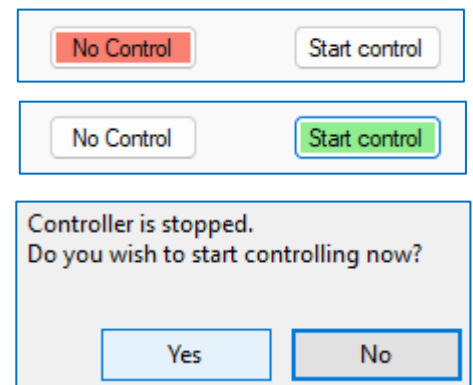 No Control Start control
No Control Start control
Controller is stopped.
Do you wish to start controlling now?
Yes No